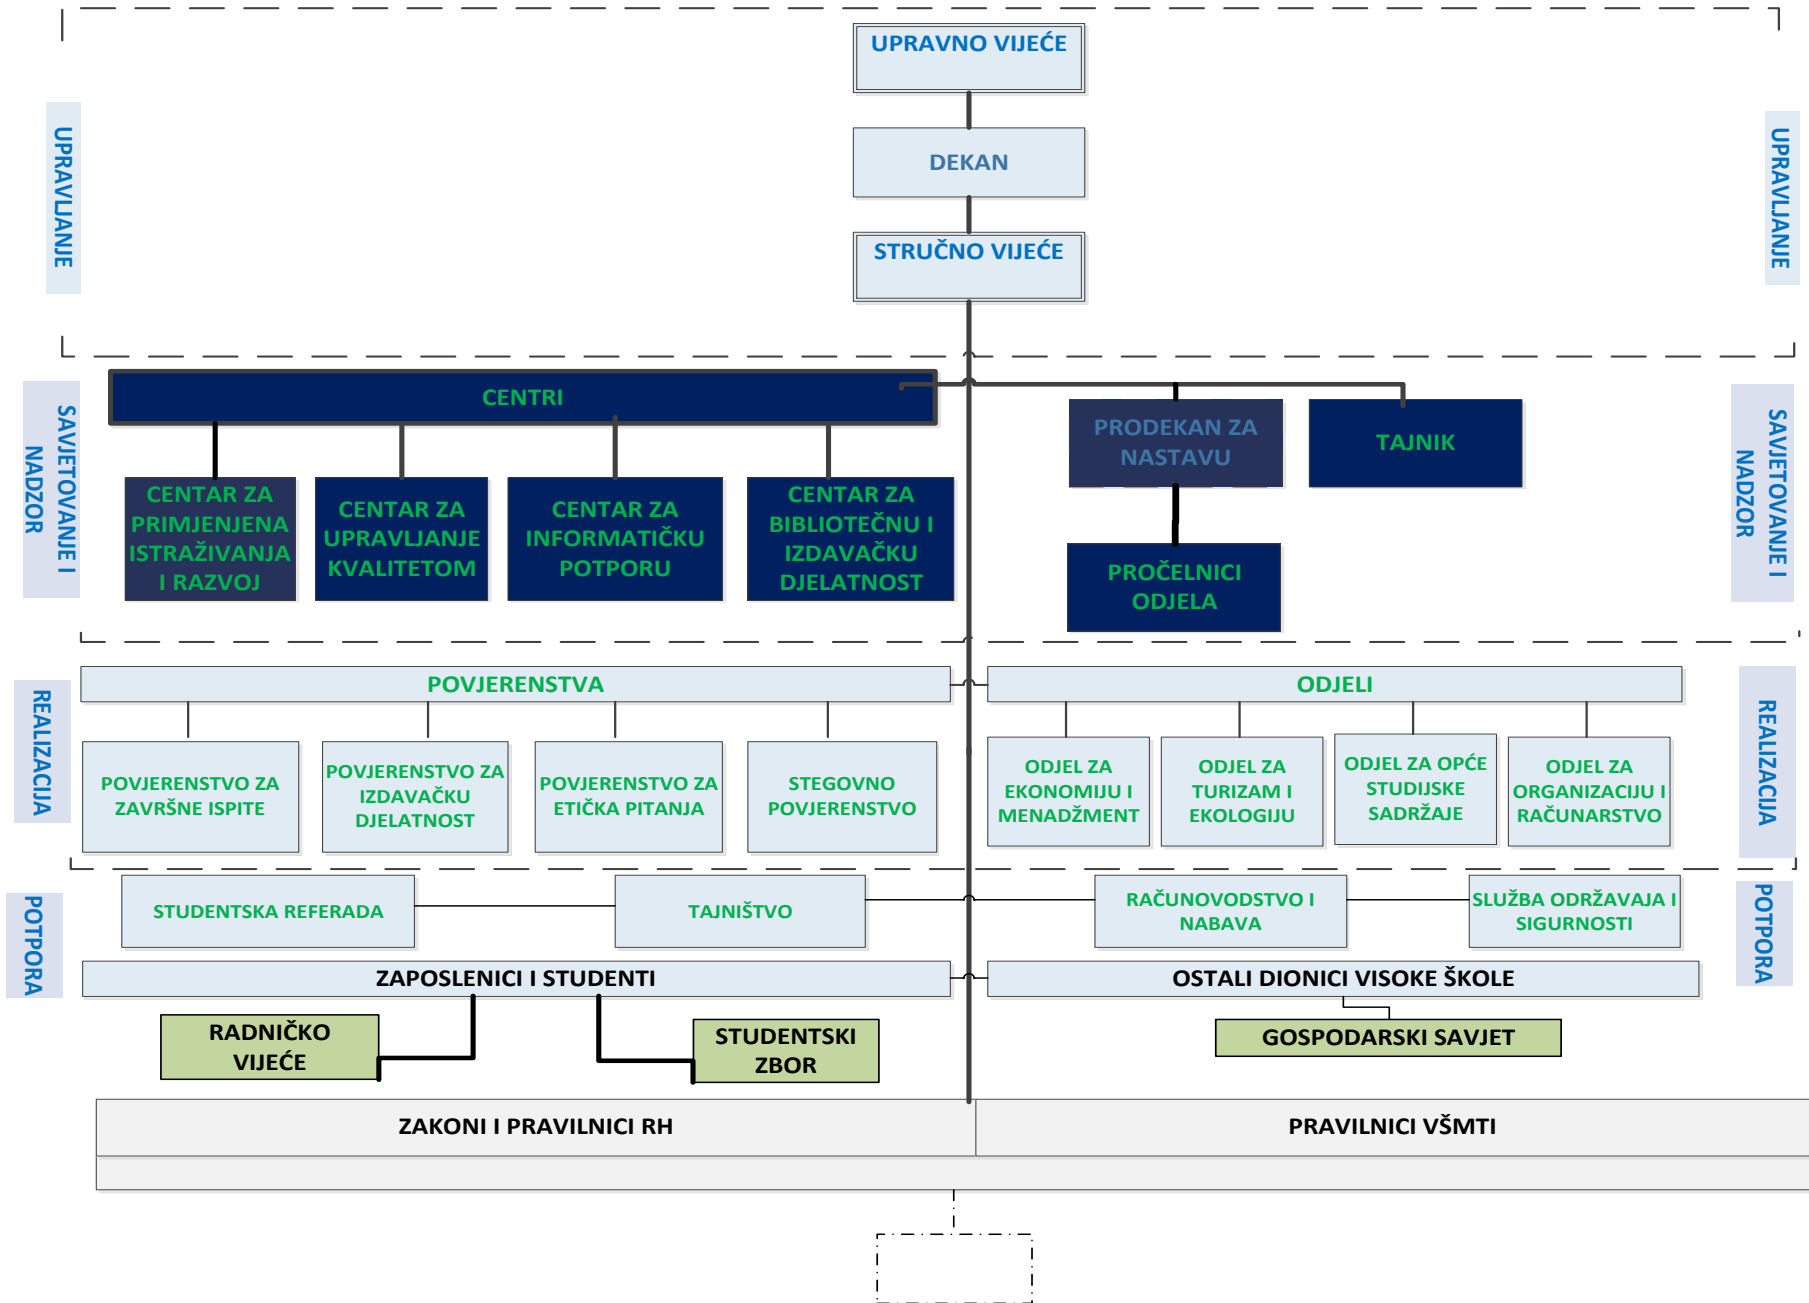 UPRAVNO VIJEĆE
DEKAN
STRUČNO VIJEĆE
UPRAVLJANJE
UPRAVLJANJE
SAVJETOVANJE I
NADZOR
CENTRI
PRODEKAN ZA
NASTAVU
TAJNIK
SAVJETOVANJE I
NADZOR
CENTAR ZA
PRIMJENJENA
ISTRAŽIVANJA
I RAZVOJ
CENTAR ZA
UPRAVLJANJE
KVALITETOM
CENTAR ZA
INFORMATIČKU
POTPORU
CENTAR ZA
BIBLIOTEČNU I
IZDAVAČKU
DJELATNOST
PROČELNICI
ODJELA
REALIZACIJA
POVJERENSTVA
ODJELI
REALIZACIJA
POVJERENSTVO ZA
ZAVRŠNE ISPITE
POVJERENSTVO ZA
IZDAVAČKU
DJELATNOST
POVJERENSTVO ZA
ETIČKA PITANJA
STEGOVNO
POVJERENSTVO
ODJEL ZA
EKONOMIJU I
MENADŽMENT
ODJEL ZA
TURIZAM I
EKOLOGIJU
ODJEL ZA OPĆE
STUDIJSKE
SADRŽAJE
ODJEL ZA
ORGANIZACIJU I
RAČUNARSTVO
POTPORA
STUDENTSKA REFERADA
TAJNIŠTVO
RAČUNOVODSTVO I
NABAVA
SLUŽBA ODRŽAVAJA I
SIGURNOSTI
POTPORA
ZAPOSLENICI I STUDENTI
OSTALI DIONICI VISOKE ŠKOLE
RADNIČKO
VIJEĆE
STUDENTSKI
ZBOR
GOSPODARSKI SAVJET
ZAKONI I PRAVILNICI RH
PRAVILNICI VŠMTI